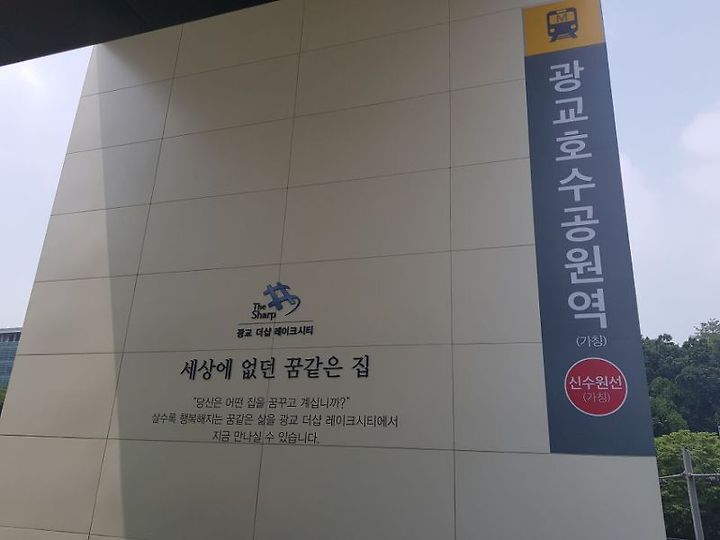 M
광교호수공원역
(가칭)
신수원선
(가칭)
The
Sharp
광교 더샵 레이크시티
세상에 없던 꿈같은 집
"당신은 어떤 집을 꿈꾸고 계십니까?"
살수록 행복해지는 꿈같은 삶을 광교 더샵 레이크시티에서
지금 만나실 수 있습니다.